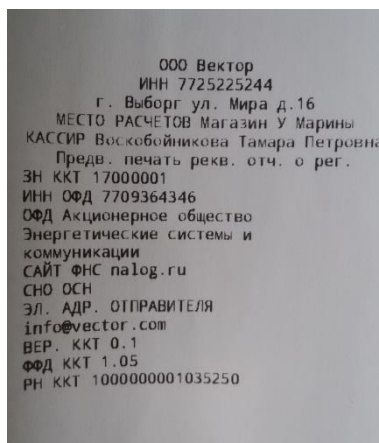 ООО Вектор
ИНН 7725225244
г. Выборг ул. Мира д.16
МЕСТО РАСЧЕТОВ Магазин У Марины
КАССИР Воскобойникова Тамара Петровна
Предв. печать рекв. отч. о рег.
ЗН ККТ 17000001
ИНН ОФД 7709364346
ОФД Акционерное общество
Энергетические системы и
коммуникации
САЙТ ФНС nalog.ru
СНО ОСН
ЭЛ. АДР. ОТПРАВИТЕЛЯ
info@vector.com
ВЕР. ККТ 0.1
ФФД ККТ 1.05
РН ККТ 1000000001035250